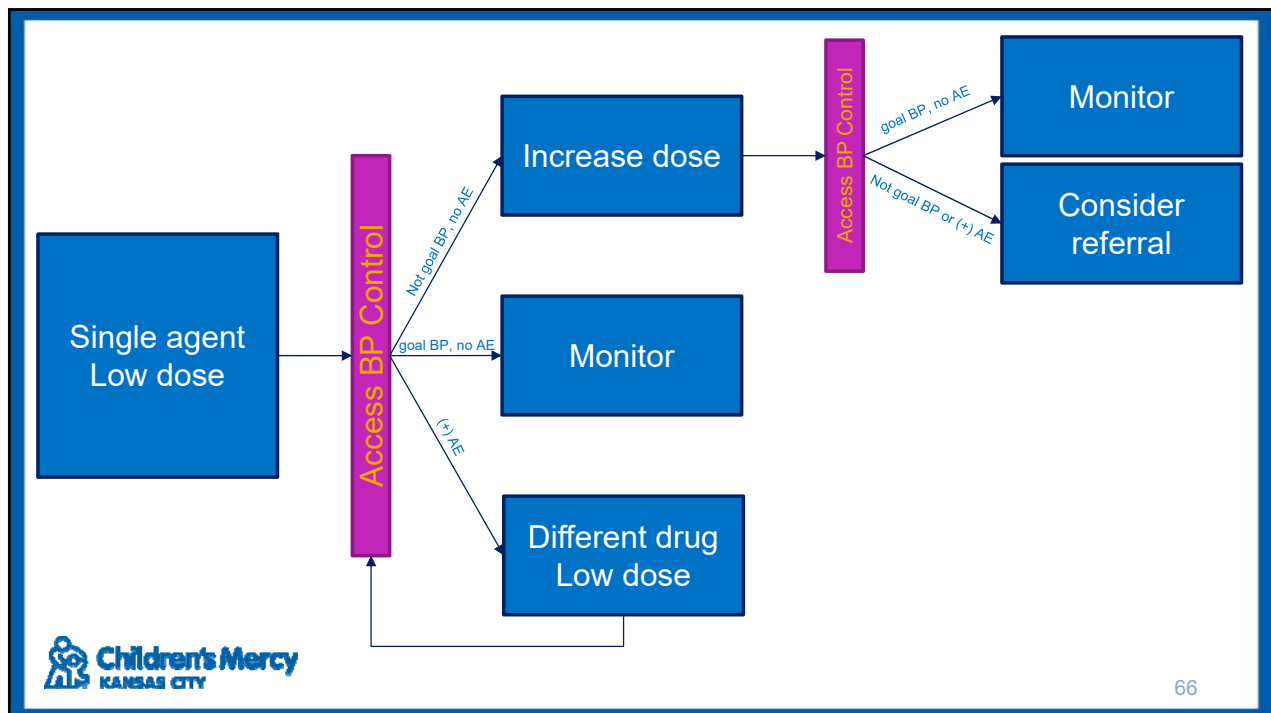 Single agent
Low dose
Access BP Control
Not goal BP, no AE
goal BP, no AE
(+) AE
Increase dose
Monitor
Different drug
Low dose
Access BP Control
goal BP, no AE
Not goal BP or (+) AE
Monitor
Consider
referral
Children's Mercy
KANSAS CITY
66